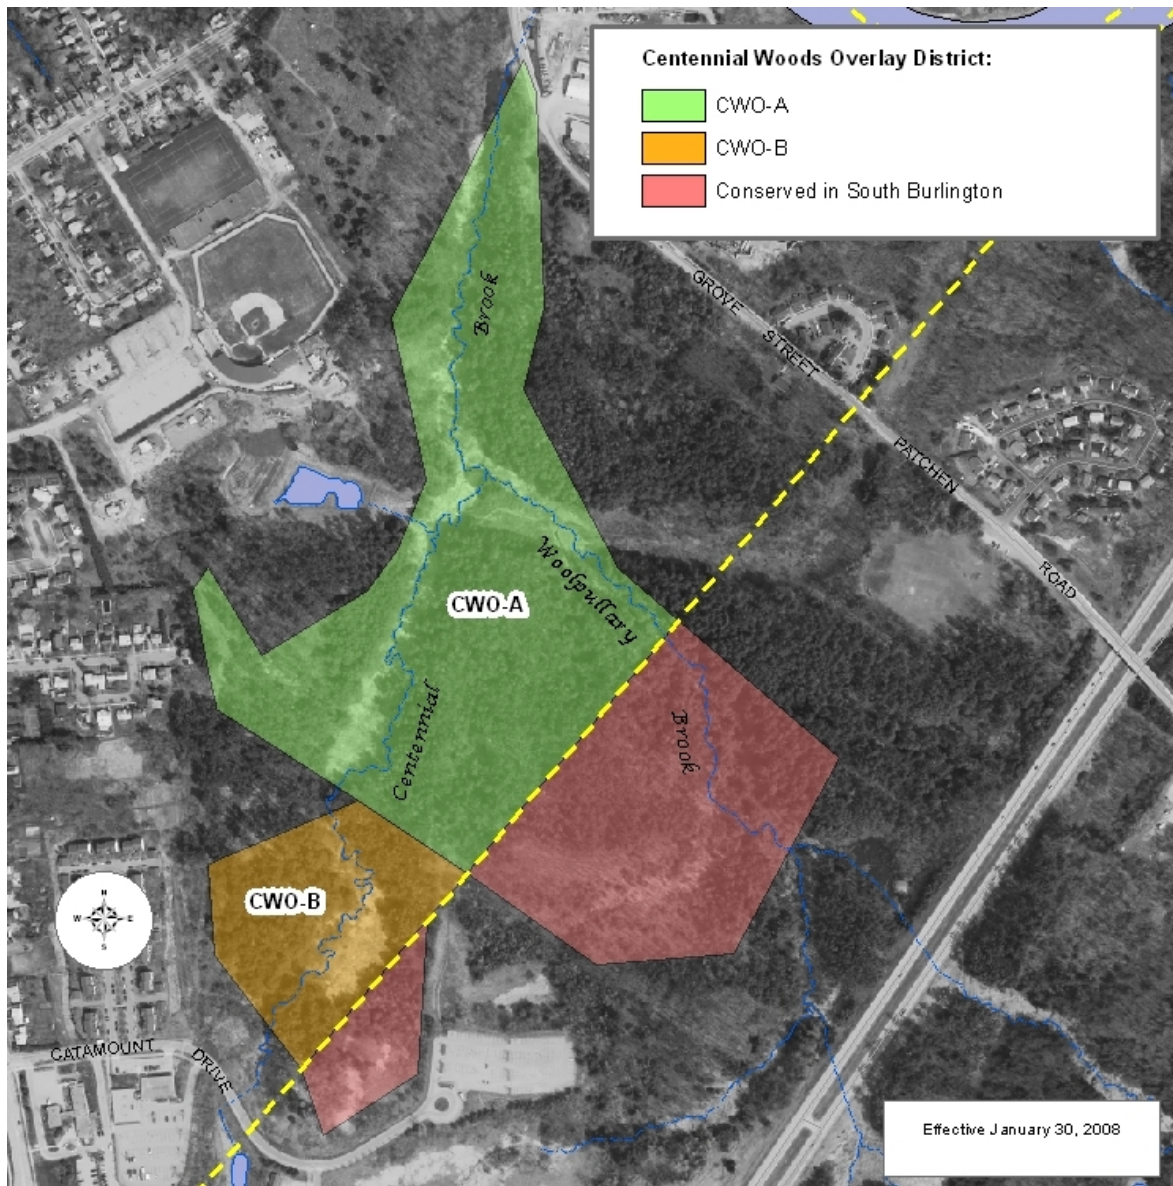 Centennial Woods Overlay District:
CWO-A
CWO-B
Conserved in South Burlington
GROVE STREET
PATCHEN ROAD
Brook
CWO-A
Woolpullary
Brook
Centennial
CWO-B
N
W E
S
CATAMOUNT DRIVE
Effective January 30, 2008